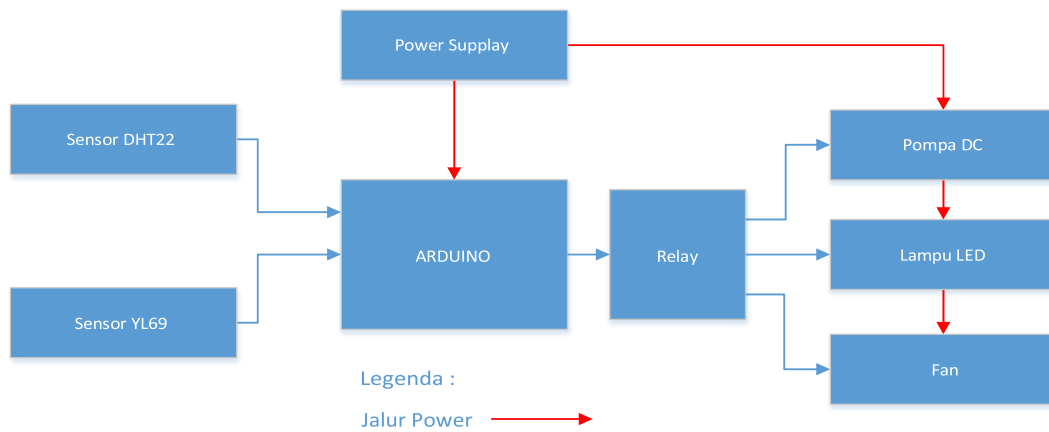 Power Supplay
Sensor DHT22
Pompa DC
ARDUINO
Relay
Lampu LED
Sensor YL69
Fan
Legenda :
Jalur Power